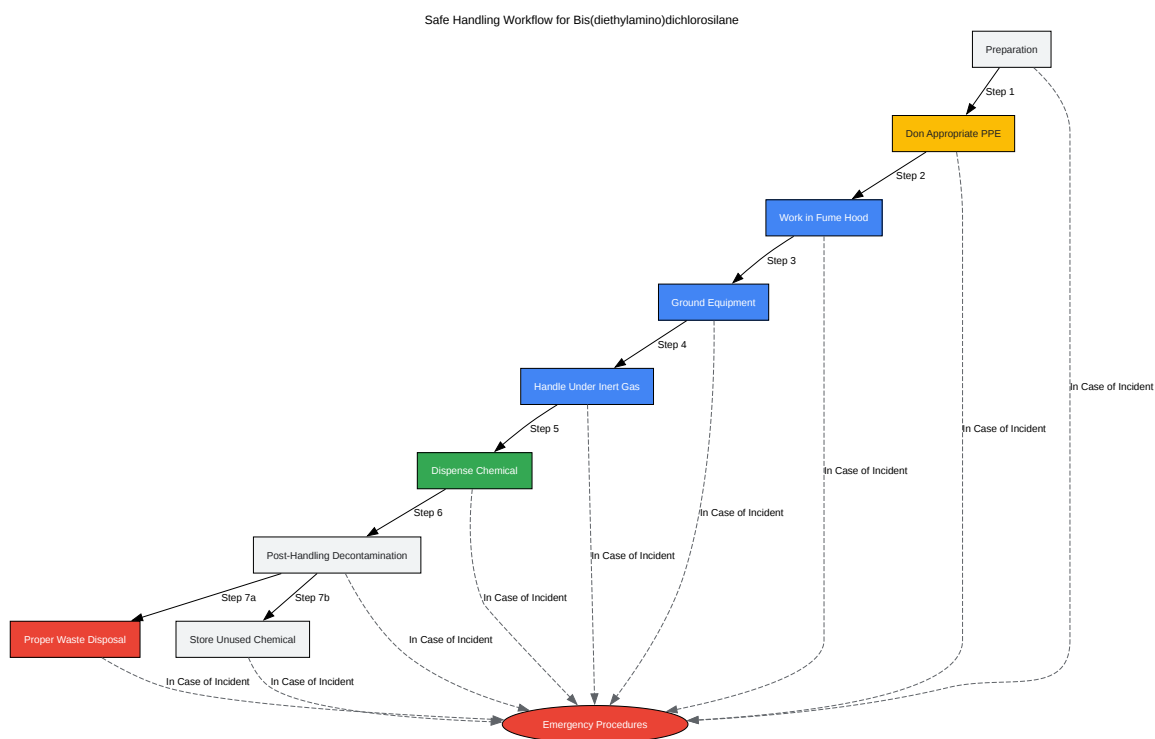 Safe Handling Workflow for Bis(diethylamino)dichlorosilane
Preparation
Step 1
Don Appropriate PPE
Step 2
Work in Fume Hood
Step 3
Ground Equipment
Step 4
Handle Under Inert Gas
In Case of Incident
Step 5
In Case of Incident
Dispense Chemical
In Case of Incident
Step 6
In Case of Incident
Post-Handling Decontamination
In Case of Incident
Step 7a
Step 7b
In Case of Incident
Proper Waste Disposal
Store Unused Chemical
In Case of Incident
In Case of Incident
In Case of Incident
Emergency Procedures